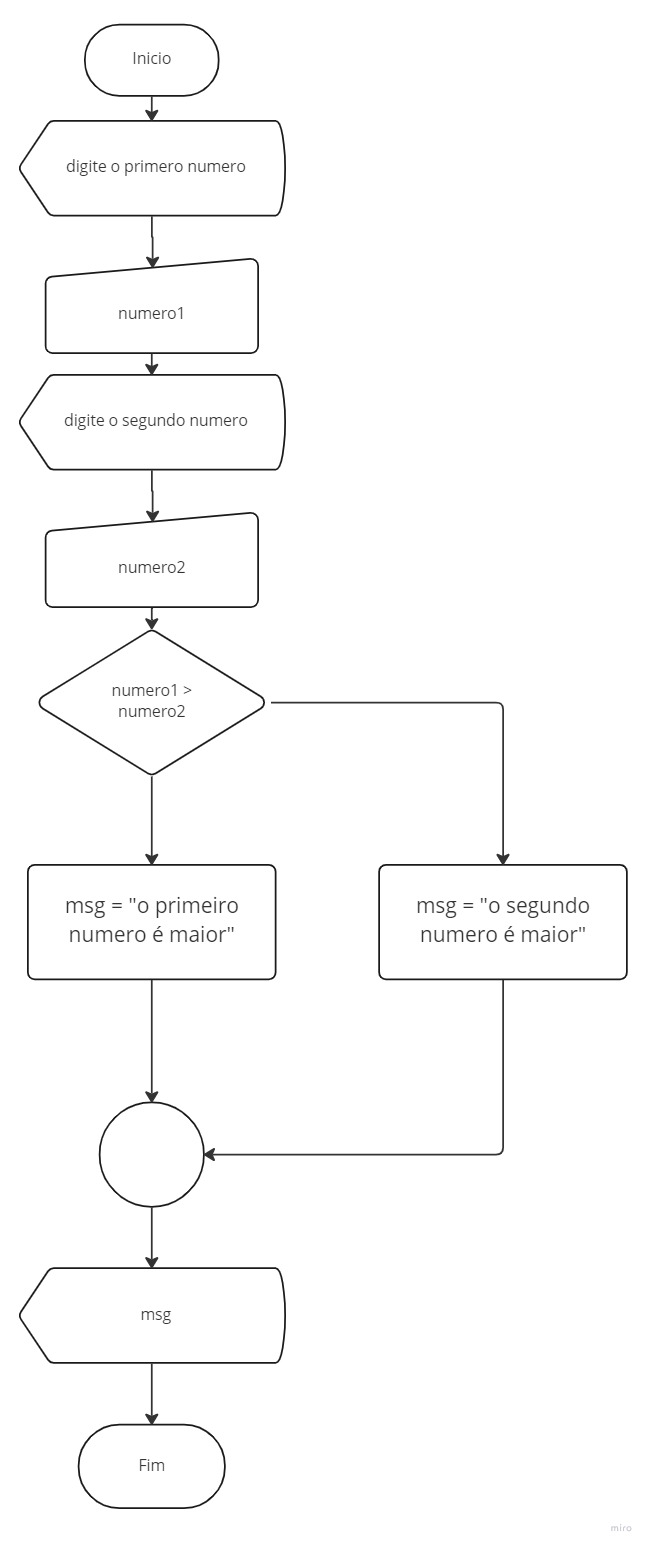 Inicio
digite o primero numero
numero1
digite o segundo numero
numero2
numero1 >
numero2
msg = "o primeiro
numero é maior"
msg = "o segundo
numero é maior"
msg
Fim
miro